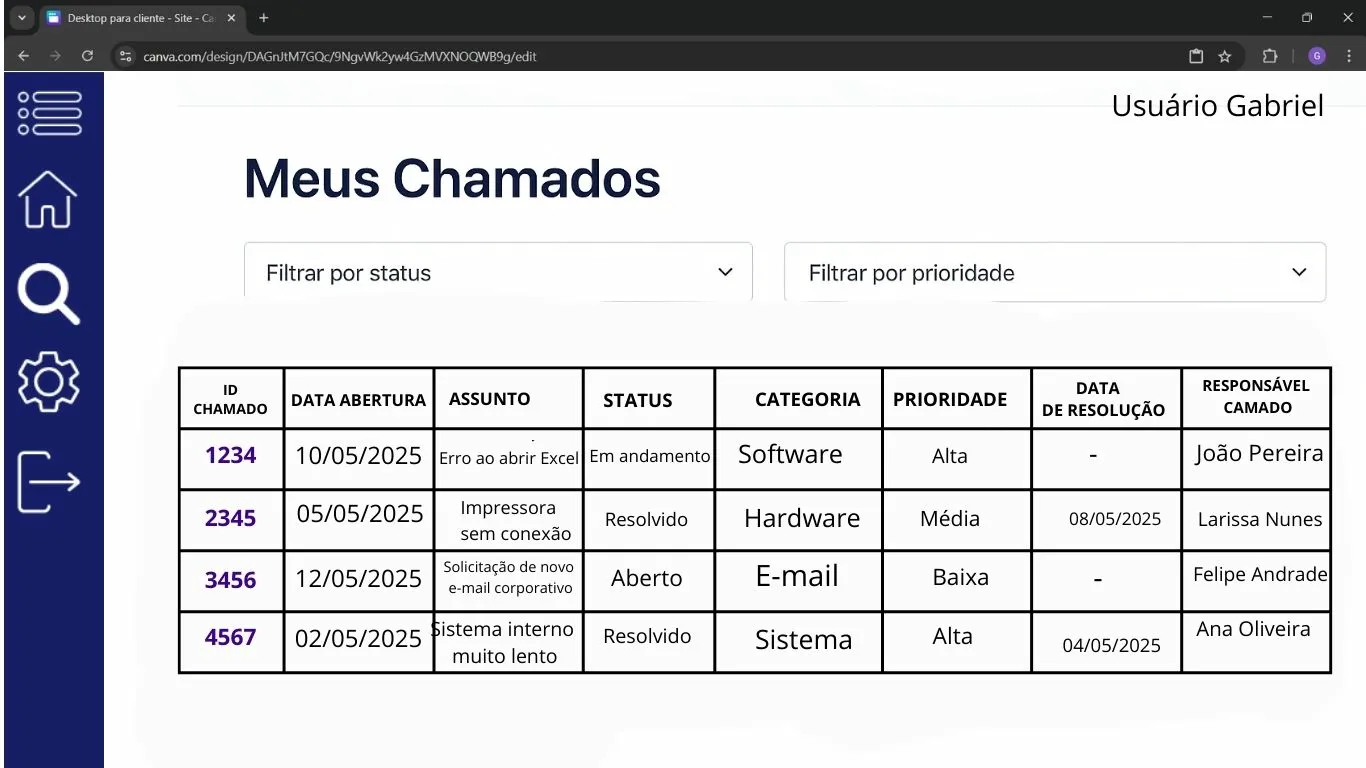 Desktop para cliente - Site - Ca
canva.com/design/DAGnJtM7GQc/9NgvWk2yw4GzMVXNOQWB9g/edit
G
Usuário Gabriel
Meus Chamados
Filtrar por status
Filtrar por prioridade
ID
CHAMADO
DATA ABERTURA
ASSUNTO
STATUS
CATEGORIA
PRIORIDADE
DATA
DE RESOLUÇÃO
RESPONSÁVEL
CAMADO
1234
10/05/2025
Erro ao abrir Excel
Em andamento
Software
Alta
-
João Pereira
2345
05/05/2025
Impressora
sem conexão
Resolvido
Hardware
Média
08/05/2025
Larissa Nunes
3456
12/05/2025
Solicitação de novo
e-mail corporativo
Aberto
E-mail
Baixa
-
Felipe Andrade
4567
02/05/2025
Sistema interno
muito lento
Resolvido
Sistema
Alta
04/05/2025
Ana Oliveira